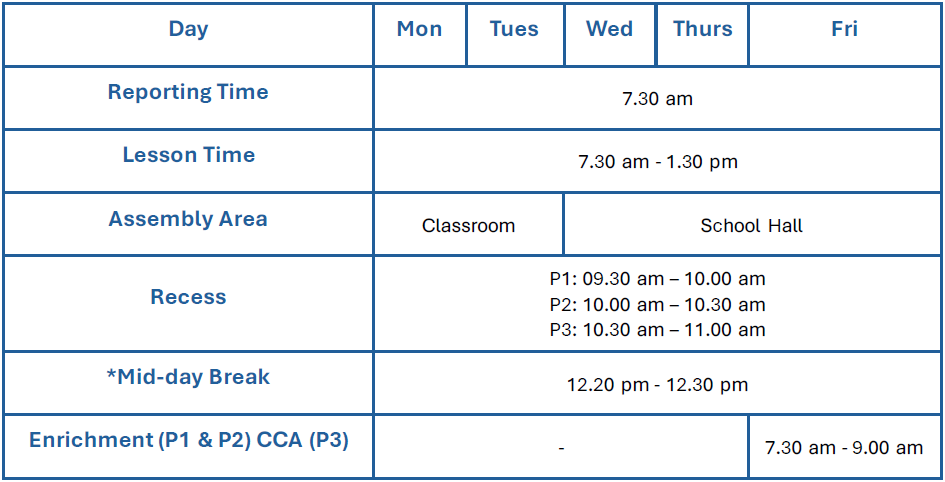 Day Mon Tues Wed Thurs Fri
Reporting Time 7.30 am
Lesson Time 7.30 am - 1.30 pm
Assembly Area Classroom School Hall
Recess
P1: 09.30 am – 10.00 am
P2: 10.00 am – 10.30 am
P3: 10.30 am – 11.00 am
*Mid-day Break 12.20 pm - 12.30 pm
Enrichment (P1 & P2) CCA (P3) - 7.30 am - 9.00 am